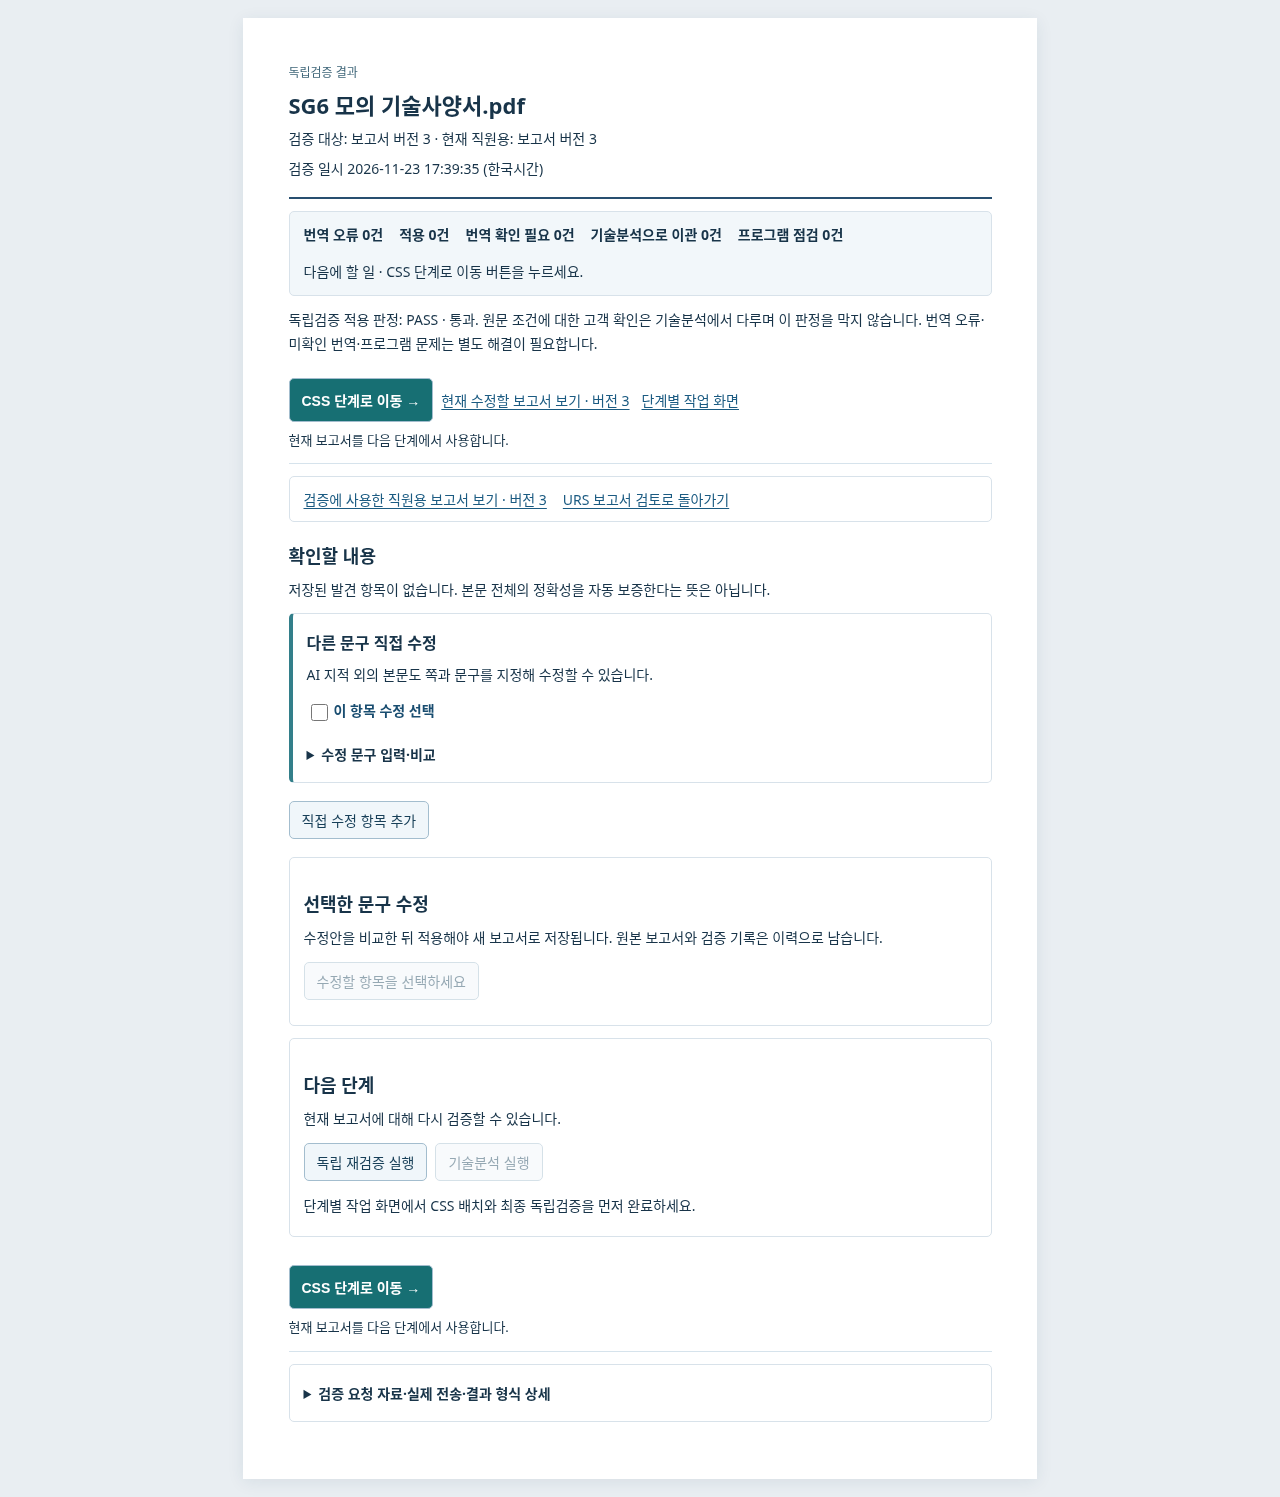 독립검증 결과
SG6 모의 기술사양서.pdf
검증 대상: 보고서 버전 3 · 현재 직원용: 보고서 버전 3
검증 일시 2026-11-23 17:39:35 (한국시간)
번역 오류 0건 적용 0건 번역 확인 필요 0건 기술분석으로 이관 0건 프로그램 점검 0건
다음에 할 일 · CSS 단계로 이동 버튼을 누르세요.
독립검증 적용 판정: PASS · 통과. 원문 조건에 대한 고객 확인은 기술분석에서 다루며 이 판정을 막지 않습니다. 번역 오류·
미확인 번역·프로그램 문제는 별도 해결이 필요합니다.
CSS 단계로 이동 → 현재 수정할 보고서 보기 · 버전 3 단계별 작업 화면
현재 보고서를 다음 단계에서 사용합니다.
검증에 사용한 직원용 보고서 보기 · 버전 3 URS 보고서 검토로 돌아가기
확인할 내용
저장된 발견 항목이 없습니다. 본문 전체의 정확성을 자동 보증한다는 뜻은 아닙니다.
다른 문구 직접 수정
AI 지적 외의 본문도 쪽과 문구를 지정해 수정할 수 있습니다.
이 항목 수정 선택
▶ 수정 문구 입력·비교
직접 수정 항목 추가
선택한 문구 수정
수정안을 비교한 뒤 적용해야 새 보고서로 저장됩니다. 원본 보고서와 검증 기록은 이력으로 남습니다.
수정할 항목을 선택하세요
다음 단계
현재 보고서에 대해 다시 검증할 수 있습니다.
독립 재검증 실행 기술분석 실행
단계별 작업 화면에서 CSS 배치와 최종 독립검증을 먼저 완료하세요.
CSS 단계로 이동 →
현재 보고서를 다음 단계에서 사용합니다.
▶ 검증 요청 자료·실제 전송·결과 형식 상세